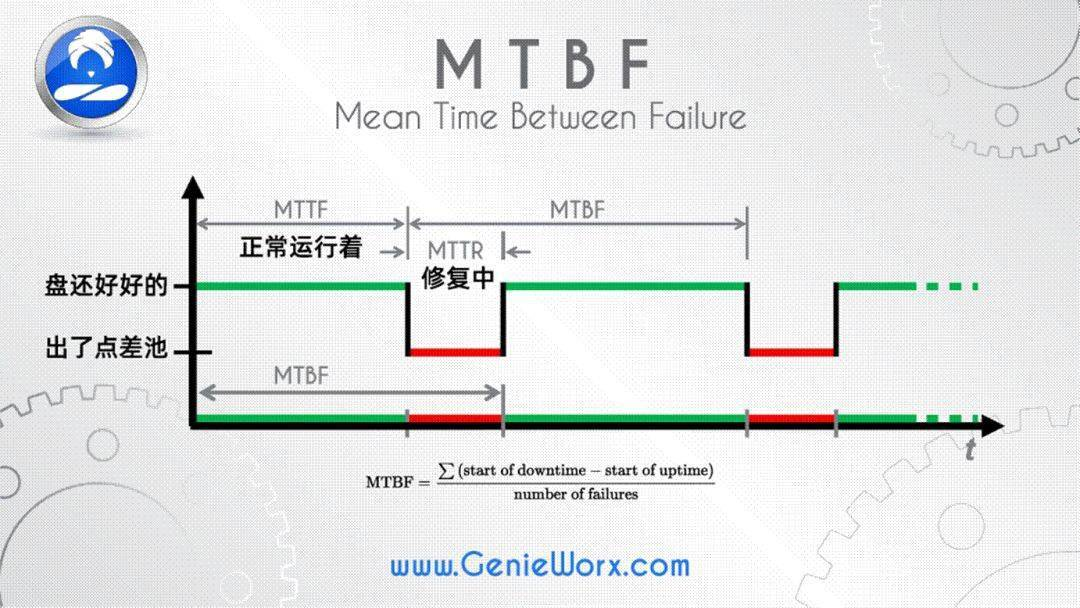 MTBF
Mean Time Between Failure
MTTF
MTBF
正常运行着
MTTR
修复中
盘还好好的
出了点差池
MTBF
t
MTBF = ∑ (start of downtime − start of uptime) / number of failures
www.GenieWorx.com